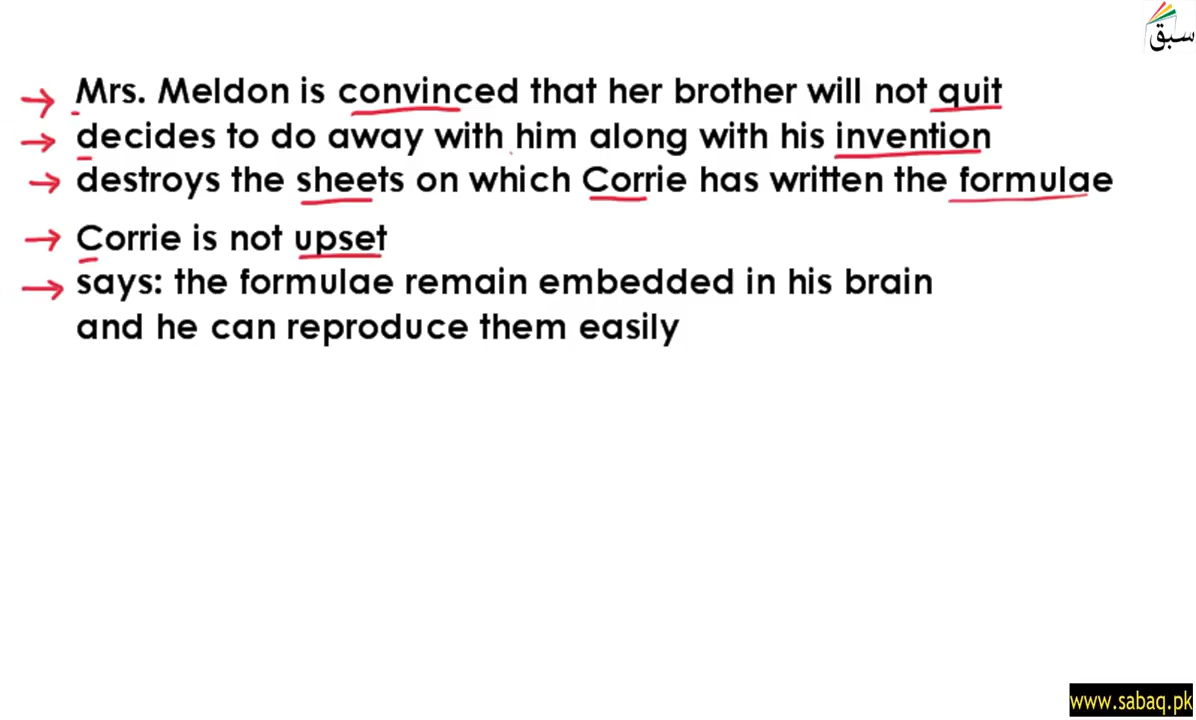 سبق
Mrs. Meldon is convinced that her brother will not quit
decides to do away with him along with his invention
destroys the sheets on which Corrie has written the formulae
Corrie is not upset
says: the formulae remain embedded in his brain
and he can reproduce them easily
www.sabaq.pk